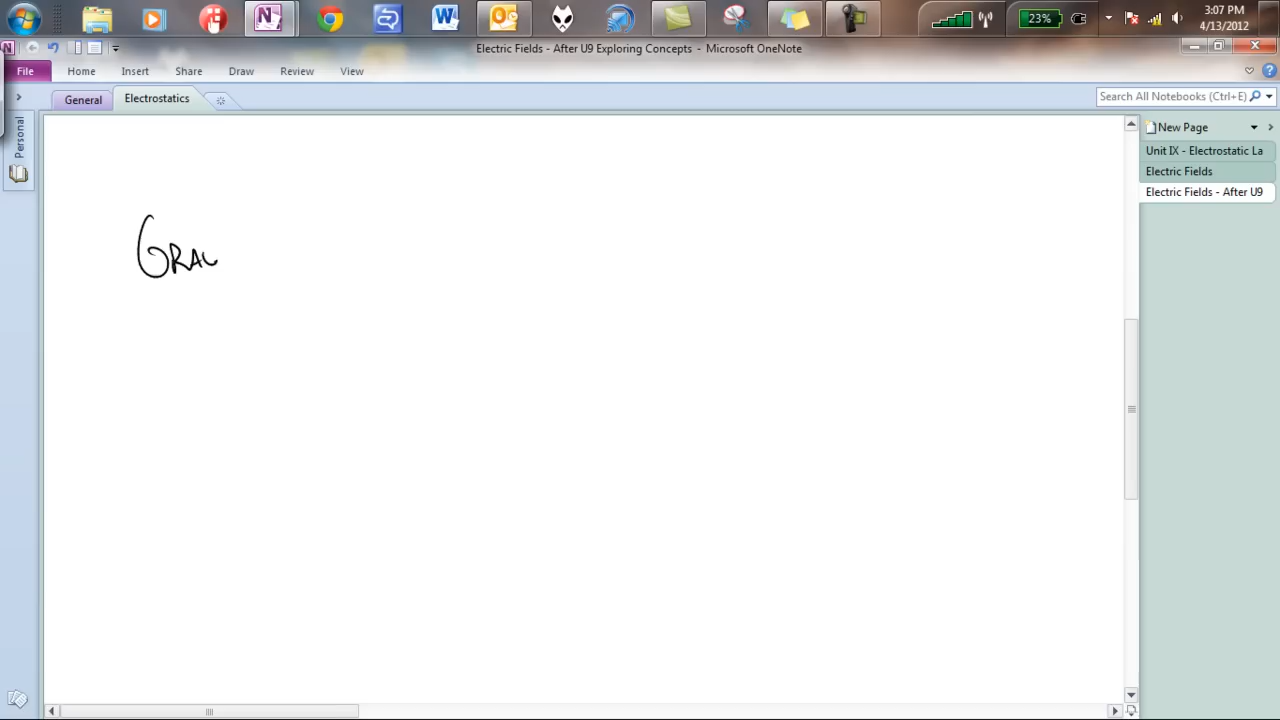 3:07 PM
23%
4/13/2012
Electric Fields - After U9 Exploring Concepts - Microsoft OneNote
File Home Insert Share Review View
General Electrostatics
Search All Notebooks (Ctrl+E)
Personal
New Page
Unit IX - Electrostatic La
Electric Fields
Electric Fields - After U9
GRAV